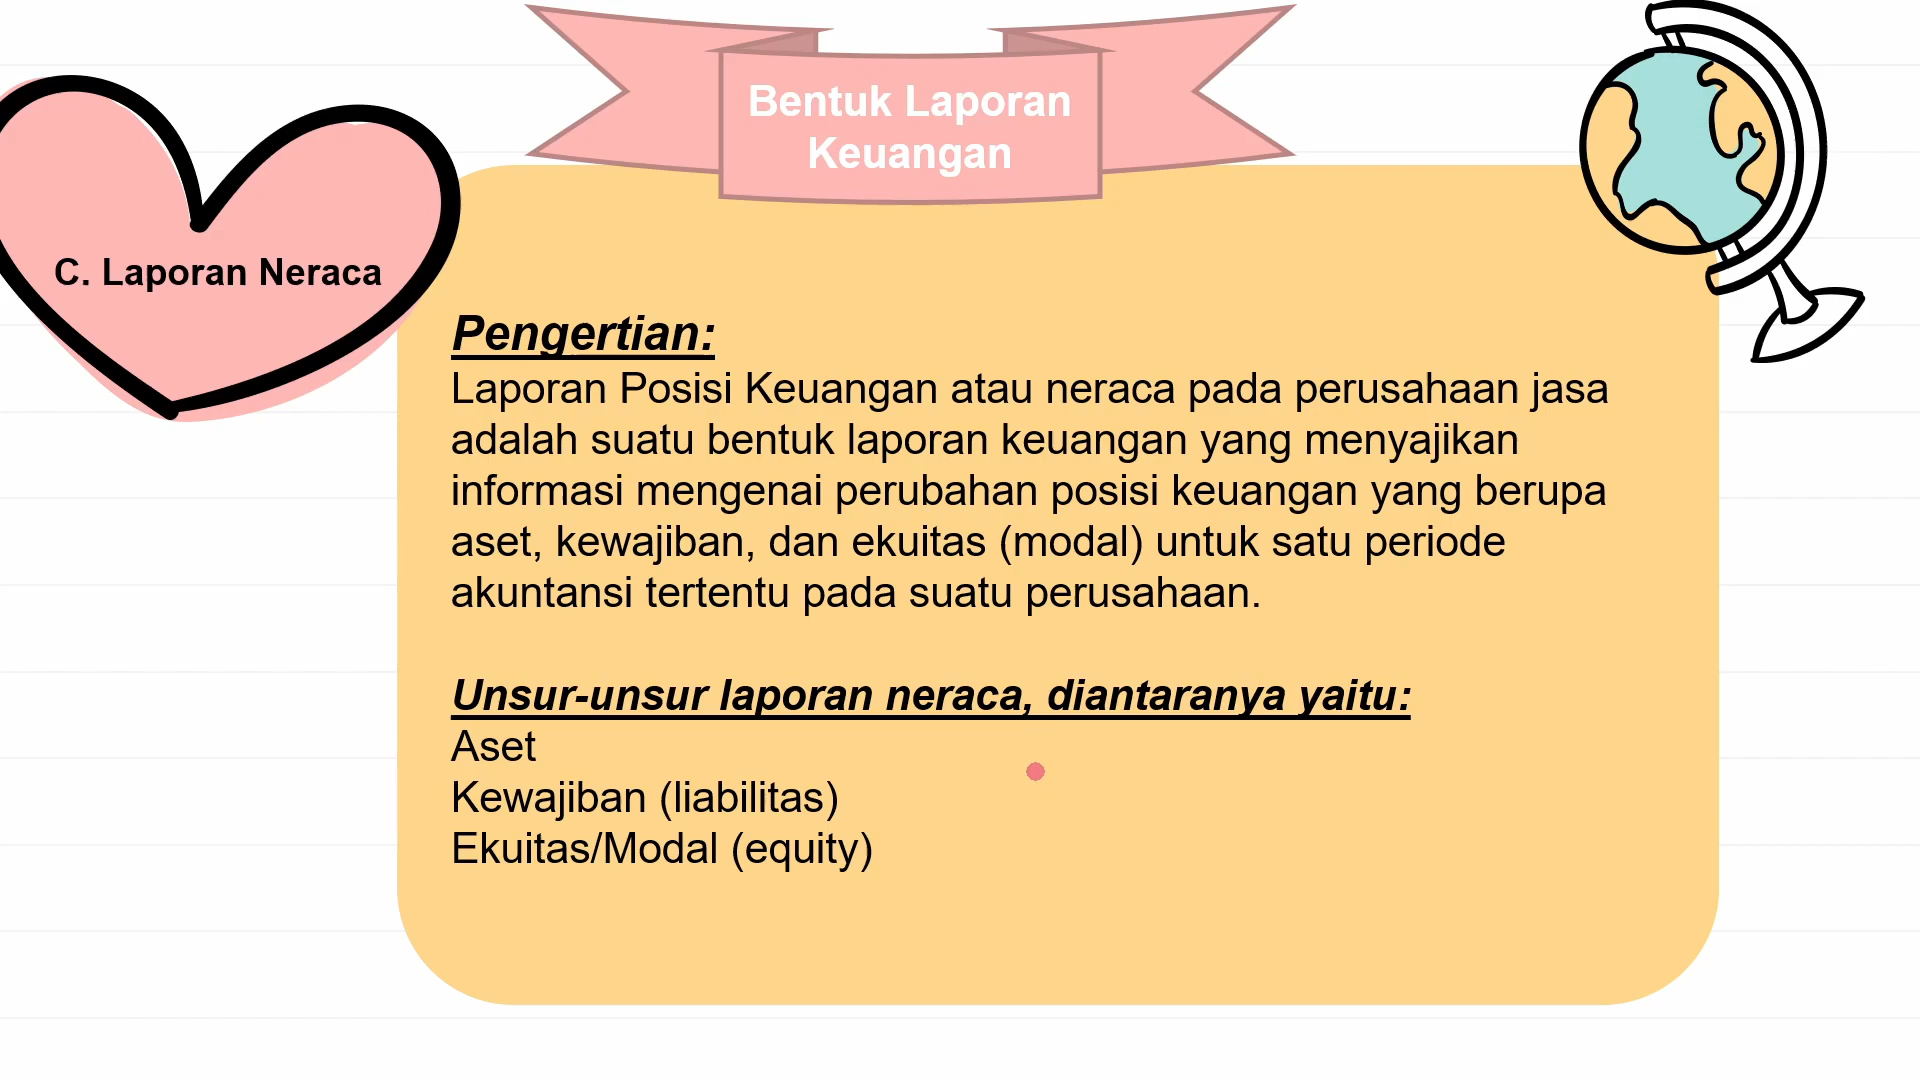 Bentuk Laporan
Keuangan
C. Laporan Neraca
Pengertian:
Laporan Posisi Keuangan atau neraca pada perusahaan jasa
adalah suatu bentuk laporan keuangan yang menyajikan
informasi mengenai perubahan posisi keuangan yang berupa
aset, kewajiban, dan ekuitas (modal) untuk satu periode
akuntansi tertentu pada suatu perusahaan.
Unsur-unsur laporan neraca, diantaranya yaitu:
Aset
Kewajiban (liabilitas)
Ekuitas/Modal (equity)